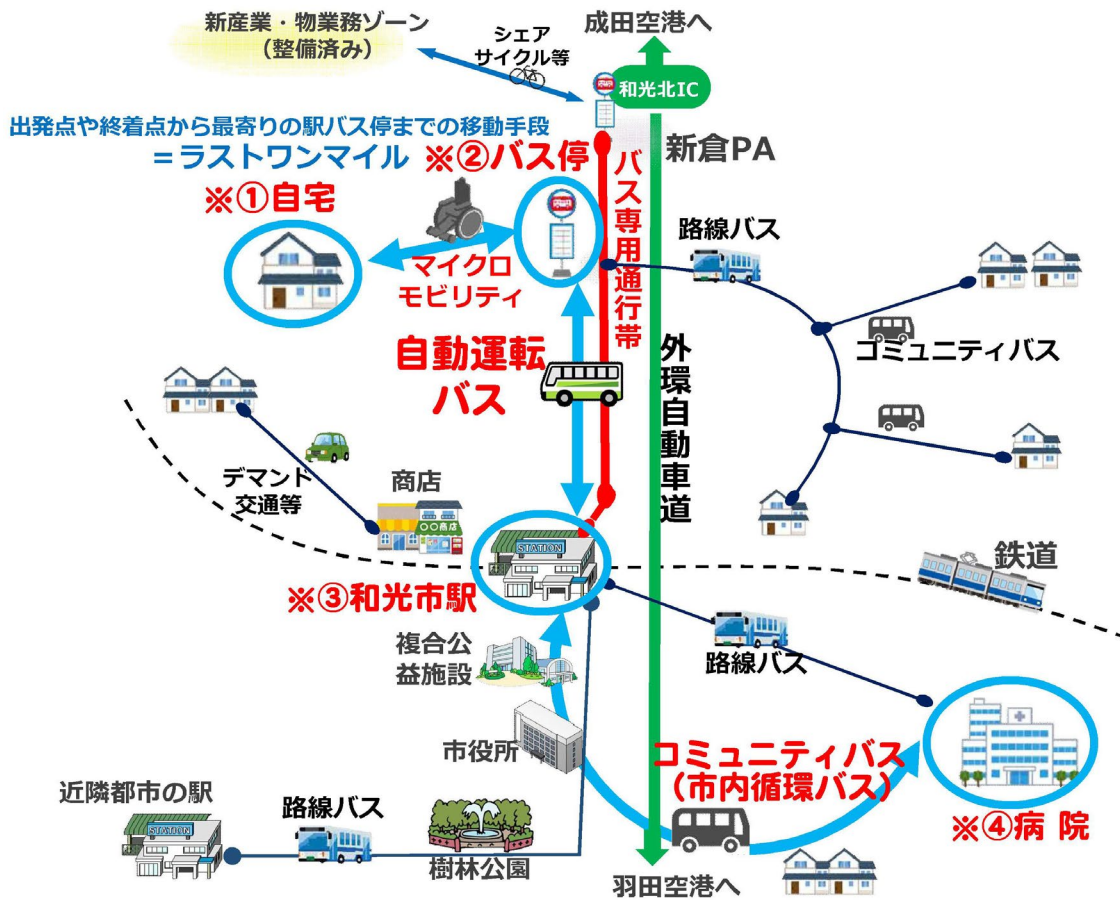 新産業・物業務ゾーン
(整備済み)
シェア
サイクル等
成田空港へ
和光北IC
出発点や終着点から最寄りの駅バス停までの移動手段
=ラストワンマイル
※②バス停
※①自宅
新倉PA
バス専用通行帯
路線バス
マイクロ
モビリティ
コミュニティバス
自動運転
バス
外環自動車道
デマンド
交通等
商店
〇〇商店
STATION
鉄道
※③和光市駅
複合公
益施設
路線バス
市役所
コミュニティバス
(市内循環バス)
近隣都市の駅
STATION
路線バス
樹林公園
※④病 院
羽田空港へ